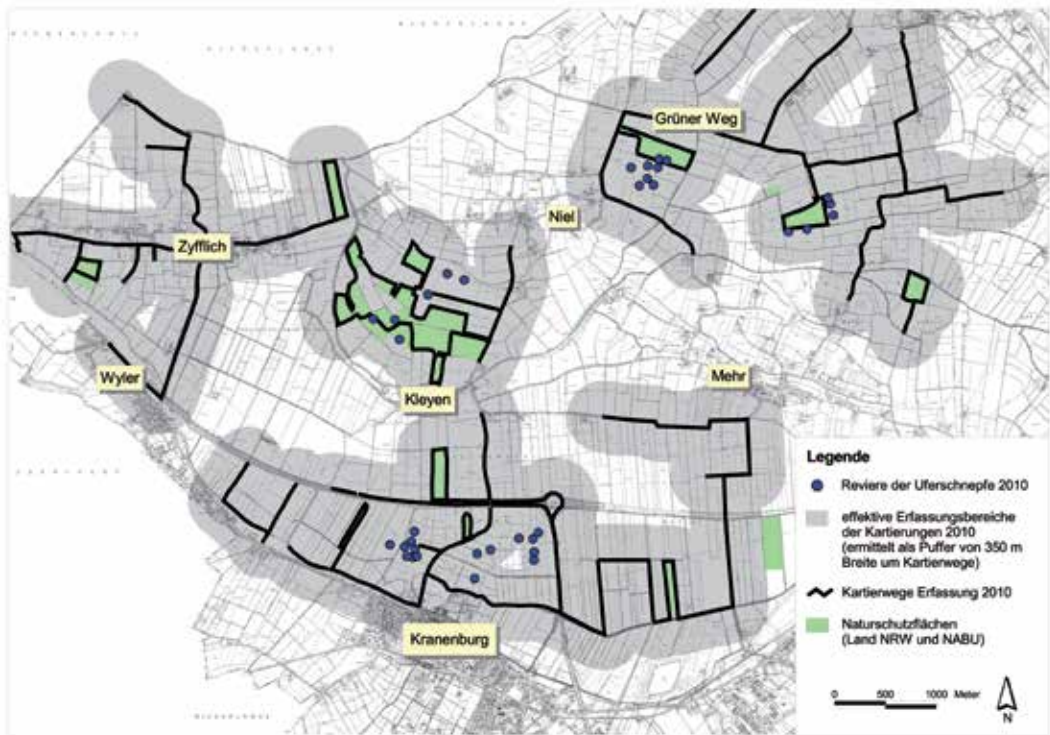 Grüner Weg
Niel
Zyfflich
Wyler
Mehr
Kleyen
Kranenburg
Legende
Reviere der Uferschnepfe 2010
effektive Erfassungsbereiche
der Kartierungen 2010
(ermittelt als Puffer von 350 m
Breite um Kartierwege)
Kartierwege Erfassung 2010
Naturschutzflächen
(Land NRW und NABU)
0 500 1000 Meter
N